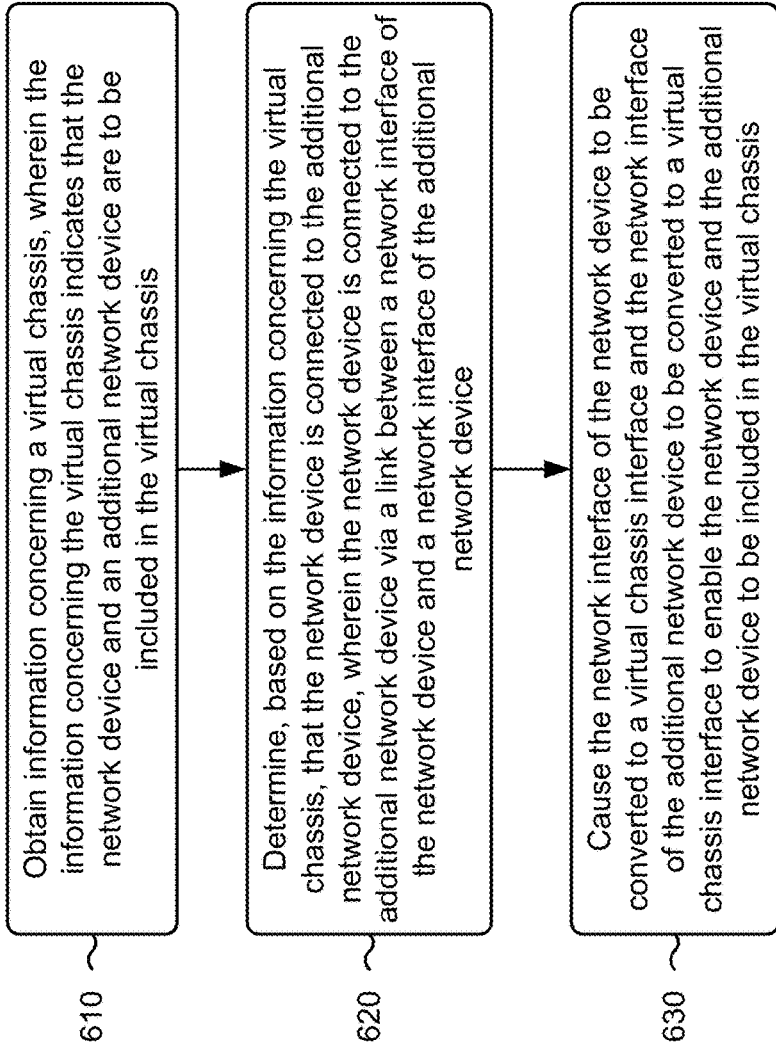 610
Obtain information concerning a virtual chassis, wherein the
information concerning the virtual chassis indicates that the
network device and an additional network device are to be
included in the virtual chassis
620
Determine, based on the information concerning the virtual
chassis, that the network device is connected to the additional
network device, wherein the network device is connected to the
additional network device via a link between a network interface of
the network device and a network interface of the additional
network device
630
Cause the network interface of the network device to be
converted to a virtual chassis interface and the network interface
of the additional network device to be converted to a virtual
chassis interface to enable the network device and the additional
network device to be included in the virtual chassis